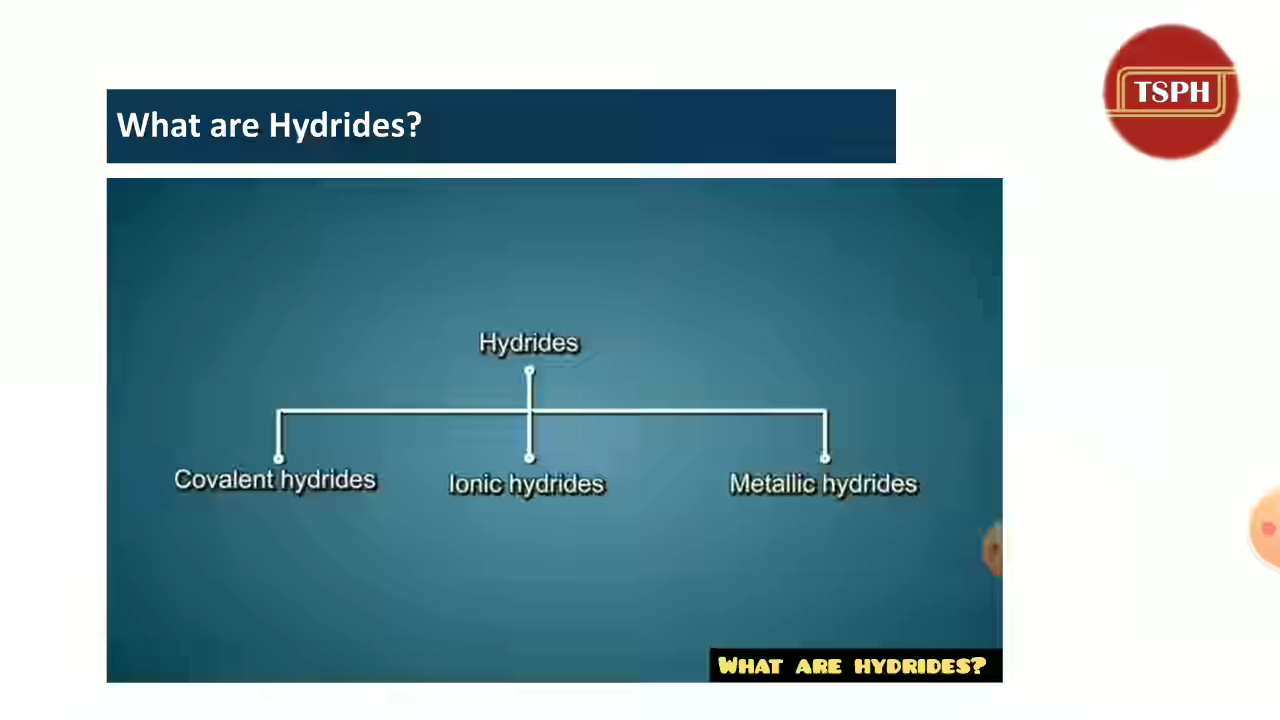 TSPH
What are Hydrides?
Hydrides
Covalent hydrides
Ionic hydrides
Metallic hydrides
WHAT ARE HYDRIDES?